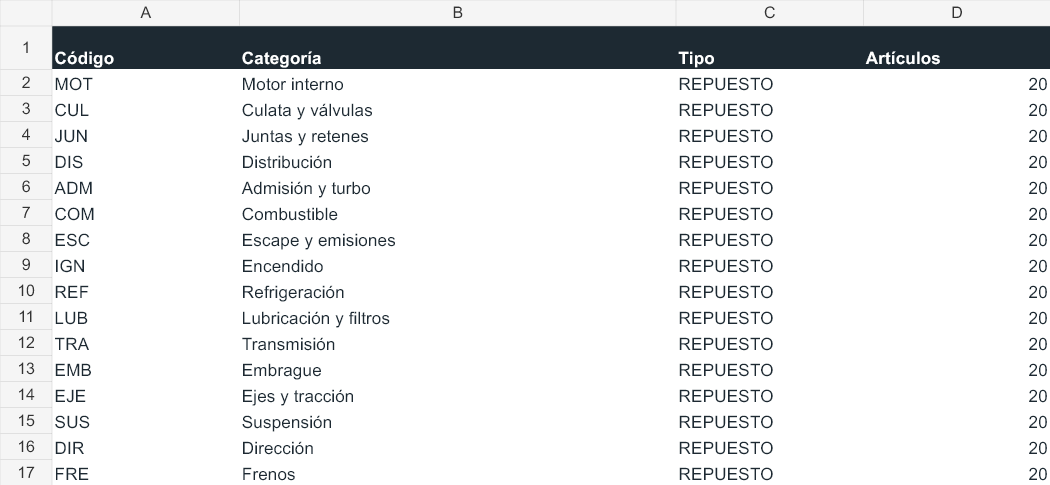 A B C D
1 Código Categoría Tipo Artículos
2 MOT Motor interno REPUESTO 20
3 CUL Culata y válvulas REPUESTO 20
4 JUN Juntas y retenes REPUESTO 20
5 DIS Distribución REPUESTO 20
6 ADM Admisión y turbo REPUESTO 20
7 COM Combustible REPUESTO 20
8 ESC Escape y emisiones REPUESTO 20
9 IGN Encendido REPUESTO 20
10 REF Refrigeración REPUESTO 20
11 LUB Lubricación y filtros REPUESTO 20
12 TRA Transmisión REPUESTO 20
13 EMB Embrague REPUESTO 20
14 EJE Ejes y tracción REPUESTO 20
15 SUS Suspensión REPUESTO 20
16 DIR Dirección REPUESTO 20
17 FRE Frenos REPUESTO 20